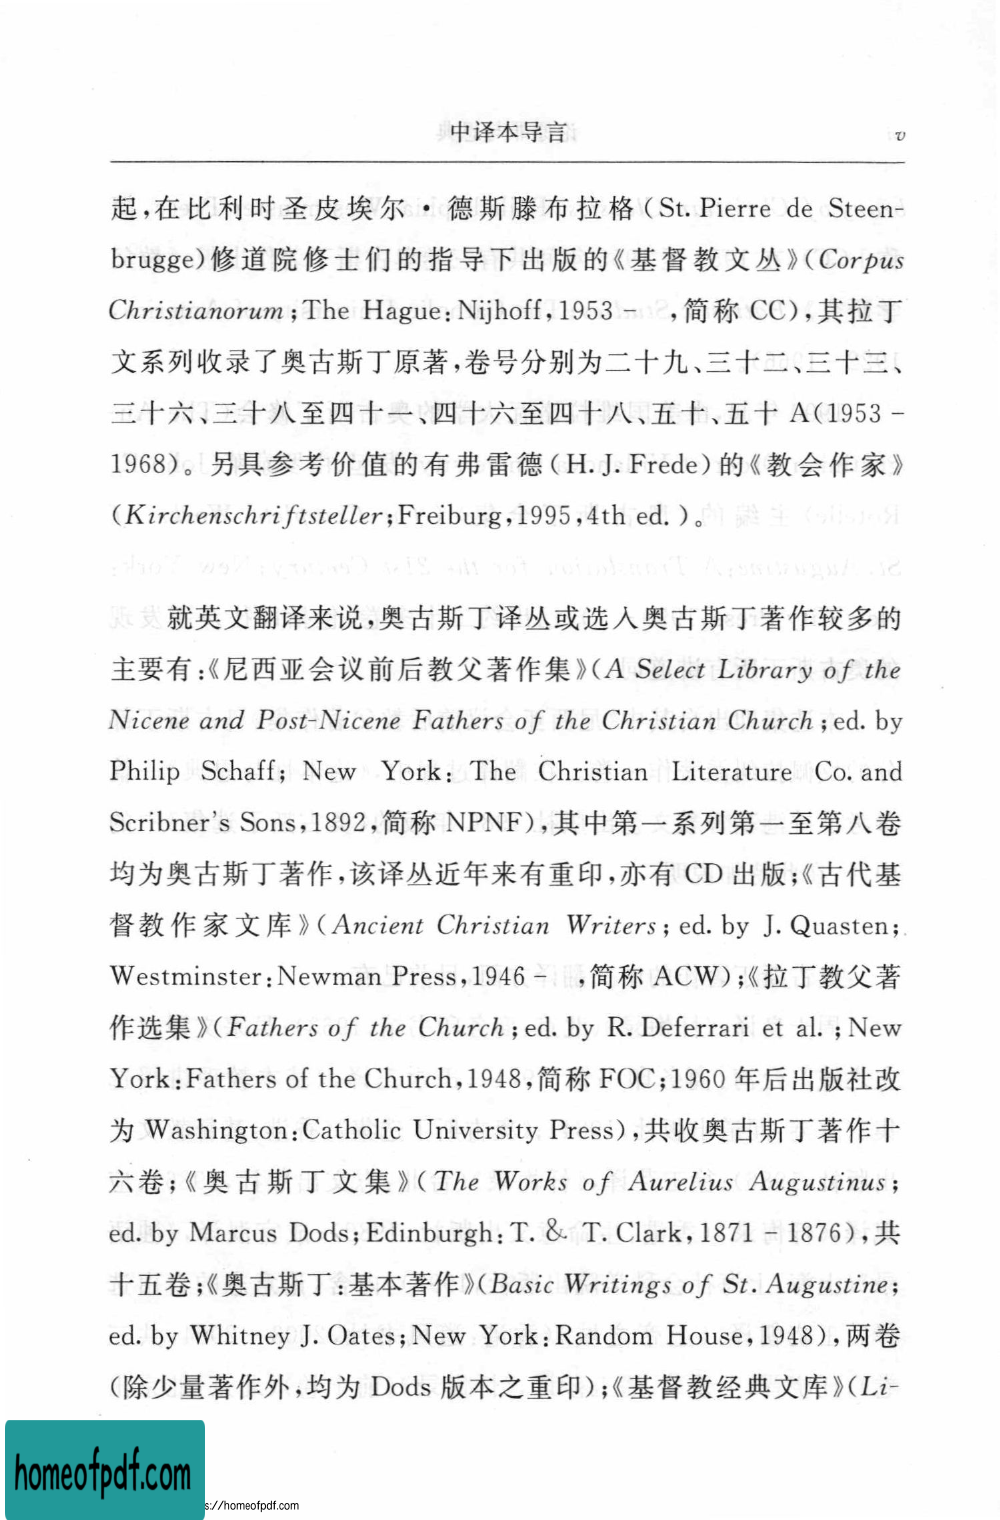 中译本导言 v
起,在比利时圣皮埃尔·德斯滕布拉格(St. Pierre de Steen-
brugge)修道院修士们的指导下出版的《基督教文丛》(Corpus
Christianorum;The Hague:Nijhoff,1953- ,简称 CC),其拉丁
文系列收录了奥古斯丁原著,卷号分别为二十九、三十二、三十三、
三十六、三十八至四十一、四十六至四十八、五十、五十 A(1953-
1968)。另具参考价值的有弗雷德(H. J. Frede)的《教会作家》
(Kirchenschriftsteller;Freiburg,1995,4th ed.)。
就英文翻译来说,奥古斯丁译丛或选入奥古斯丁著作较多的
主要有:《尼西亚会议前后教父著作集》(A Select Library of the
Nicene and Post-Nicene Fathers of the Christian Church;ed. by
Philip Schaff; New York: The Christian Literature Co. and
Scribner's Sons,1892,简称 NPNF),其中第一系列第一至第八卷
均为奥古斯丁著作,该译丛近年来有重印,亦有 CD 出版;《古代基
督教作家文库》(Ancient Christian Writers; ed. by J. Quasten;
Westminster:Newman Press,1946- ,简称 ACW);《拉丁教父著
作选集》(Fathers of the Church;ed. by R. Deferrari et al.;New
York:Fathers of the Church,1948,简称 FOC;1960 年后出版社改
为 Washington:Catholic University Press),共收奥古斯丁著作十
六卷;《奥古斯丁文集》(The Works of Aurelius Augustinus;
ed. by Marcus Dods;Edinburgh:T. & T. Clark,1871-1876),共
十五卷;《奥古斯丁:基本著作》(Basic Writings of St. Augustine;
ed. by Whitney J. Oates;New York:Random House,1948),两卷
(除少量著作外,均为 Dods 版本之重印);《基督教经典文库》(Li-
homeofpdf.com
s://homeofpdf.com